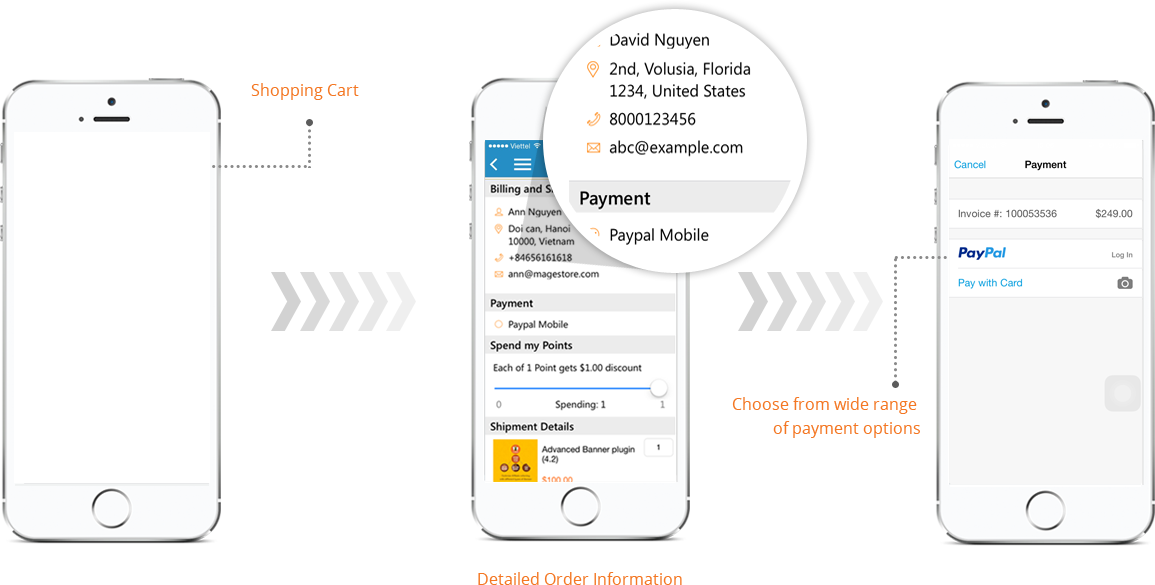 Shopping Cart
David Nguyen
2nd, Volusia, Florida
1234, United States
8000123456
abc@example.com
Payment
Paypal Mobile
Viettel
Billing and S
Ann Nguyen
Doi can, Hanoi
10000, Vietnam
+84656161618
ann@magestore.com
Payment
Paypal Mobile
Spend my Points
Each of 1 Point gets $1.00 discount
0 Spending: 1 1
Shipment Details
Advanced Banner plugin 1
(4.2)
$100.00
Detailed Order Information
Cancel Payment
Invoice #: 100053536 $249.00
PayPal Log In
Pay with Card
Choose from wide range
of payment options